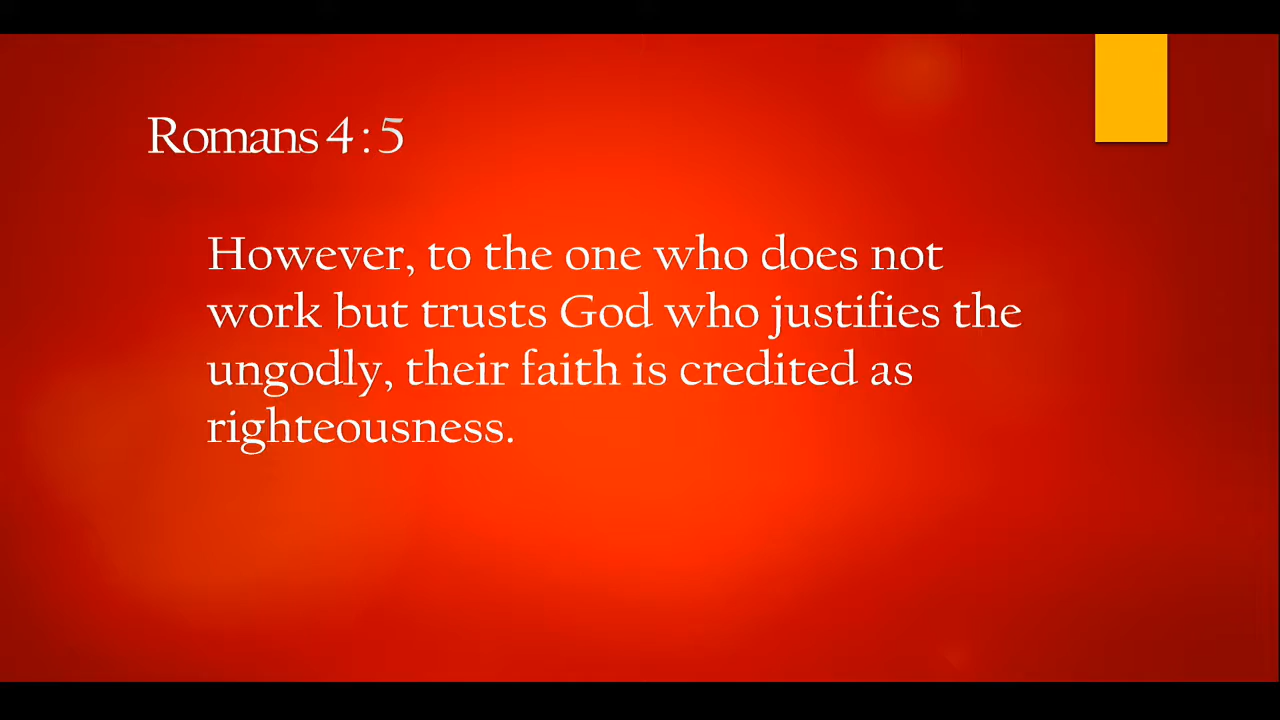 Romans 4:5
However, to the one who does not
work but trusts God who justifies the
ungodly, their faith is credited as
righteousness.